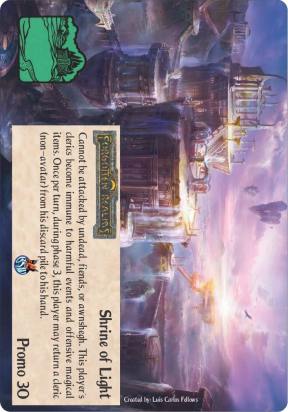 FORGOTTEN REALMS
Shrine of Light
Cannot be attacked by undead, fiends, or awnshegh. This player's
clerics become immune to harmful events and offensive magical
items. Once per turn, during phase 3, this player may return a cleric
(non-avatar) from his discard pile to his hand.
Promo 30
Created by: Luis Carlos Fellows